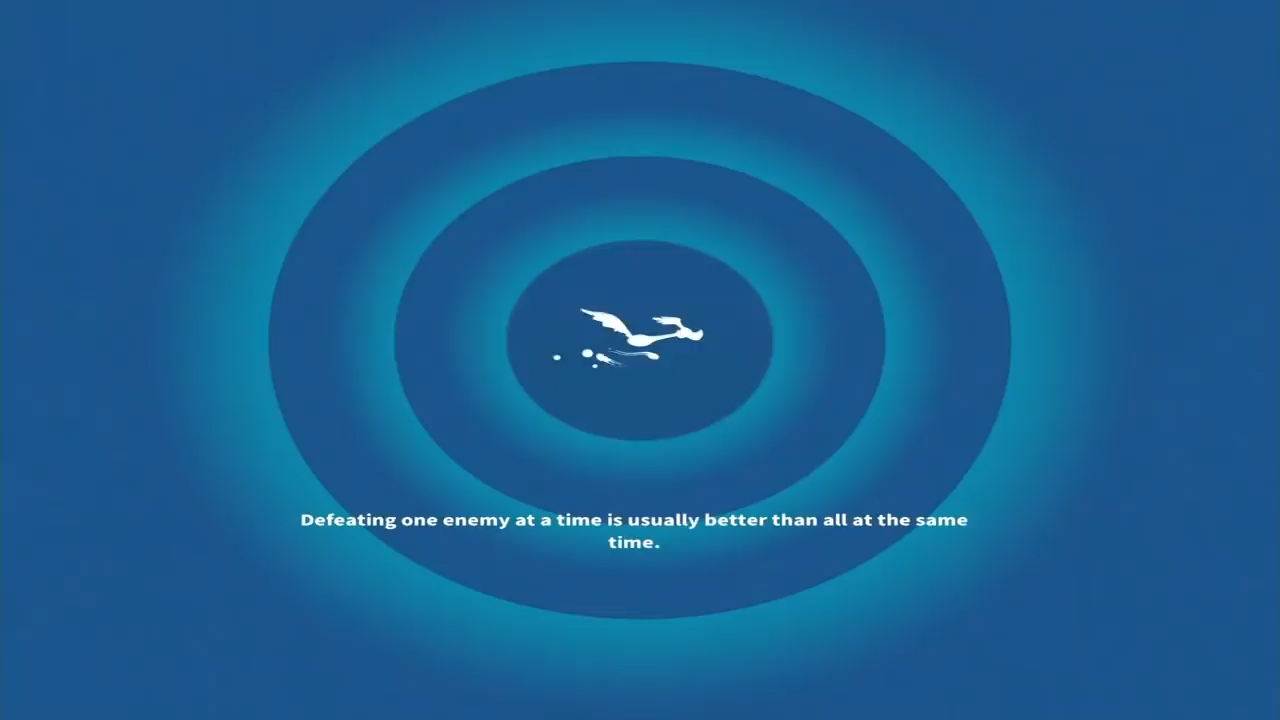 Defeating one enemy at a time is usually better than all at the same
time.